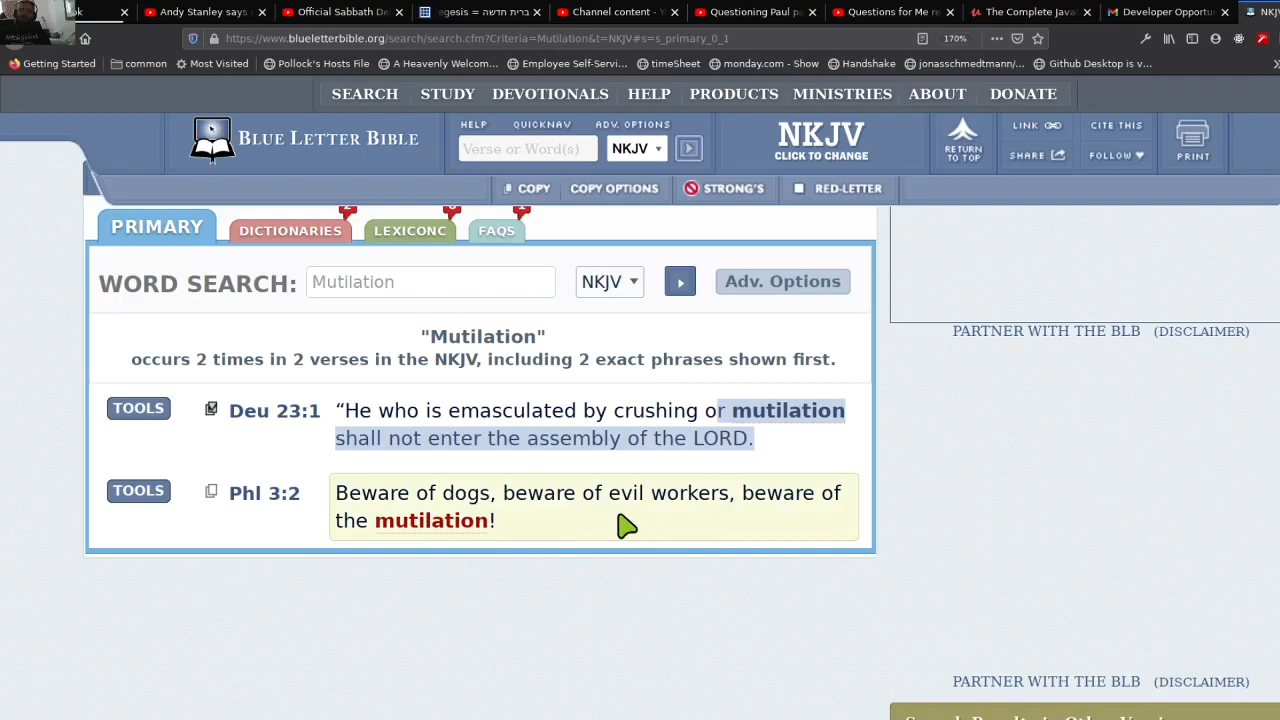 sk
Andy Stanley says
Official Sabbath De
egesis = ברית חדשה
Channel content - Y
Questioning Paul pa
Questions for Me re
The Complete Java
Developer Opportu
NKJV
https://www.blueletterbible.org/search/search.cfm?Criteria=Mutilation&t=NKJV#s=s_primary_0_1
170%
Getting Started
common
Most Visited
Pollock's Hosts File
A Heavenly Welcom...
Employee Self-Servi...
timeSheet
monday.com - Show
Handshake
jonasschmedtmann/...
Github Desktop is v...
SEARCH STUDY DEVOTIONALS HELP PRODUCTS MINISTRIES ABOUT DONATE
BLUE LETTER BIBLE
HELP QUICKNAV ADV. OPTIONS
Verse or Word(s)
NKJV
NKJV
CLICK TO CHANGE
RETURN
TO TOP
LINK
CITE THIS
SHARE
FOLLOW
PRINT
COPY COPY OPTIONS STRONG'S RED-LETTER
PRIMARY DICTIONARIES LEXICONC FAQS
WORD SEARCH: Mutilation NKJV Adv. Options
"Mutilation"
occurs 2 times in 2 verses in the NKJV, including 2 exact phrases shown first.
TOOLS Deu 23:1 “He who is emasculated by crushing or mutilation
shall not enter the assembly of the LORD.
TOOLS Phl 3:2 Beware of dogs, beware of evil workers, beware of
the mutilation!
PARTNER WITH THE BLB (DISCLAIMER)
PARTNER WITH THE BLB (DISCLAIMER)